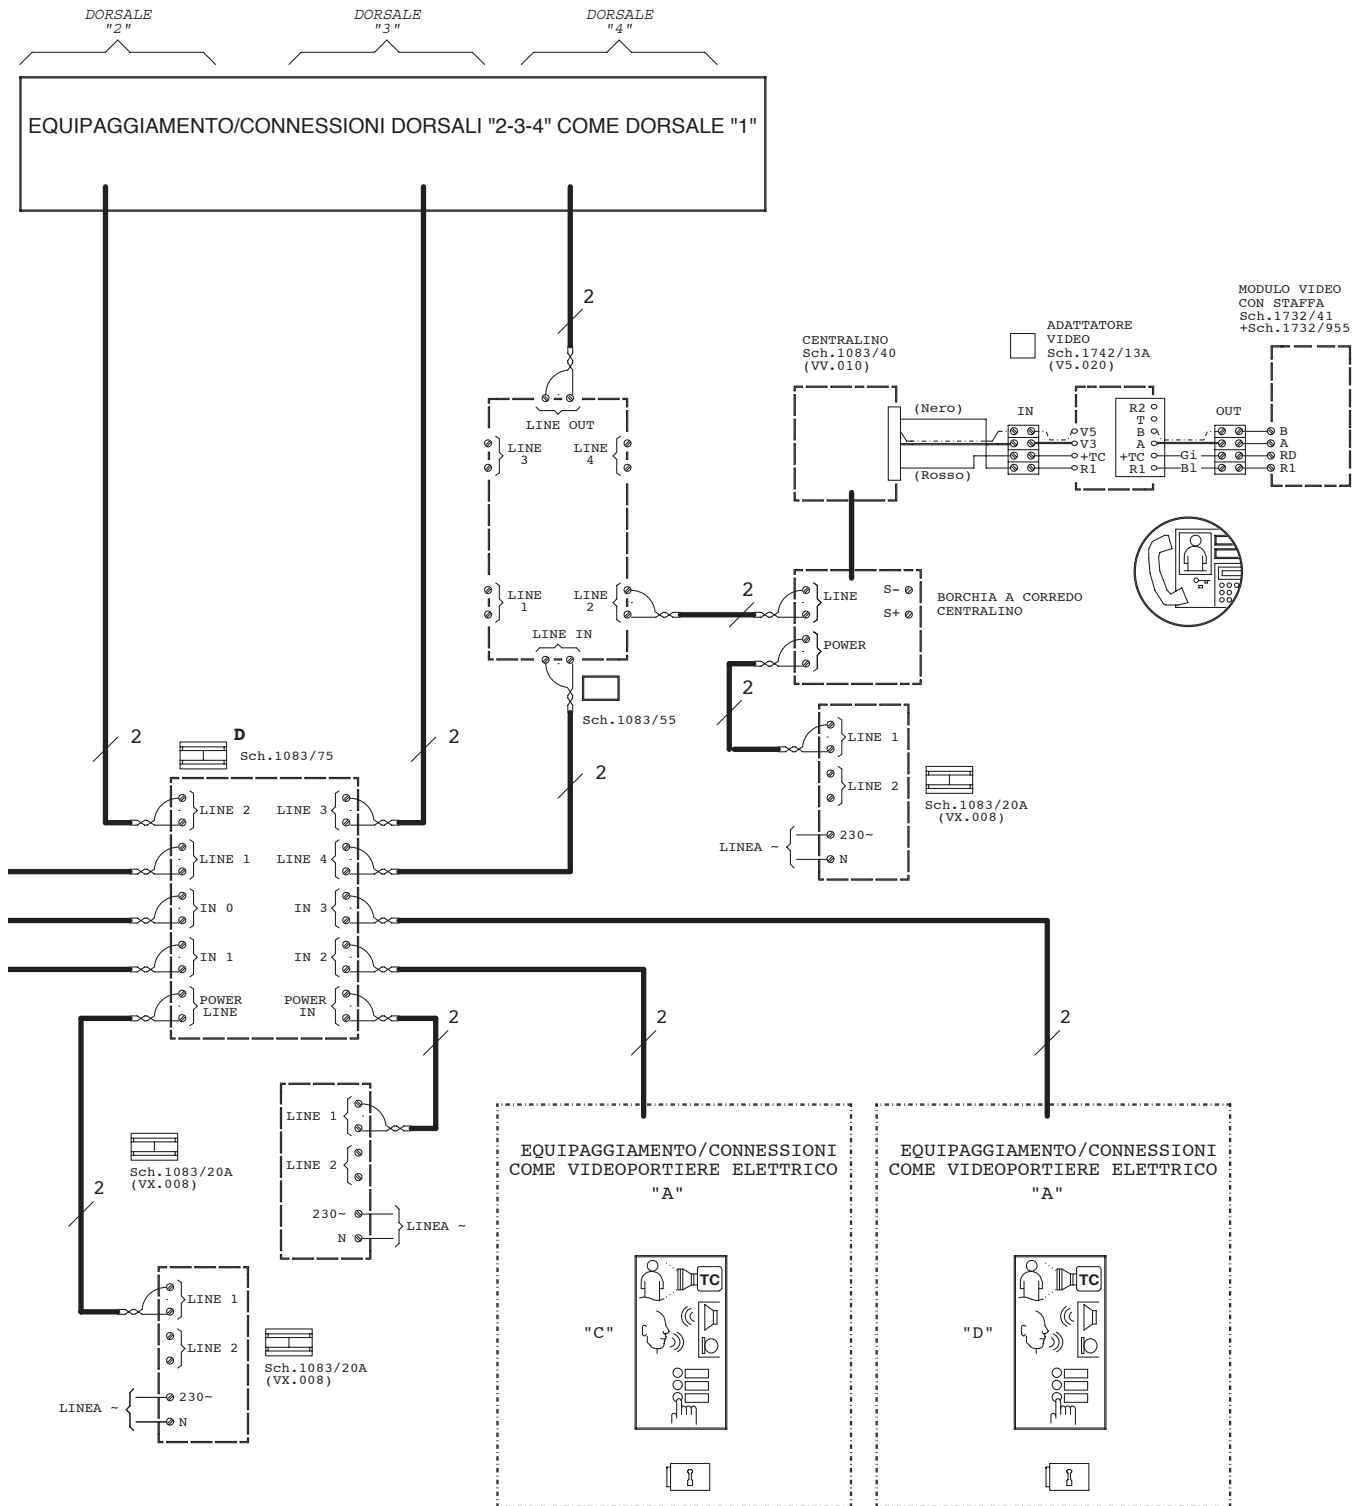 DORSALE
"2"
DORSALE
"3"
DORSALE
"4"
EQUIPAGGIAMENTO/CONNESSIONI DORSALI "2-3-4" COME DORSALE "1"
2
MODULO VIDEO
CON STAFFA
Sch.1732/41
+Sch.1732/955
ADATTATORE
VIDEO
Sch.1742/13A
(V5.020)
CENTRALINO
Sch.1083/40
(VV.010)
(Nero)
(Rosso)
IN
V5
V3
+TC
R1
R2
T
B
A
+TC
R1
Gi
Bl
OUT
B
A
RD
R1
LINE OUT
LINE
3
LINE
4
LINE
1
LINE
2
LINE IN
Sch.1083/55
2
LINE
POWER
S-
S+
BORCHIA A CORREDO
CENTRALINO
2
LINE 1
LINE 2
230~
N
LINEA ~
Sch.1083/20A
(VX.008)
2
D
Sch.1083/75
2
2
LINE 2
LINE 3
LINE 1
LINE 4
IN 0
IN 3
IN 1
IN 2
POWER
LINE
POWER
IN
2
2
2
LINE 1
LINE 2
230~
N
LINEA ~
Sch.1083/20A
(VX.008)
2
LINE 1
LINE 2
230~
N
LINEA ~
Sch.1083/20A
(VX.008)
EQUIPAGGIAMENTO/CONNESSIONI
COME VIDEOPORTIERE ELETTRICO
"A"
TC
"C"
EQUIPAGGIAMENTO/CONNESSIONI
COME VIDEOPORTIERE ELETTRICO
"A"
TC
"D"